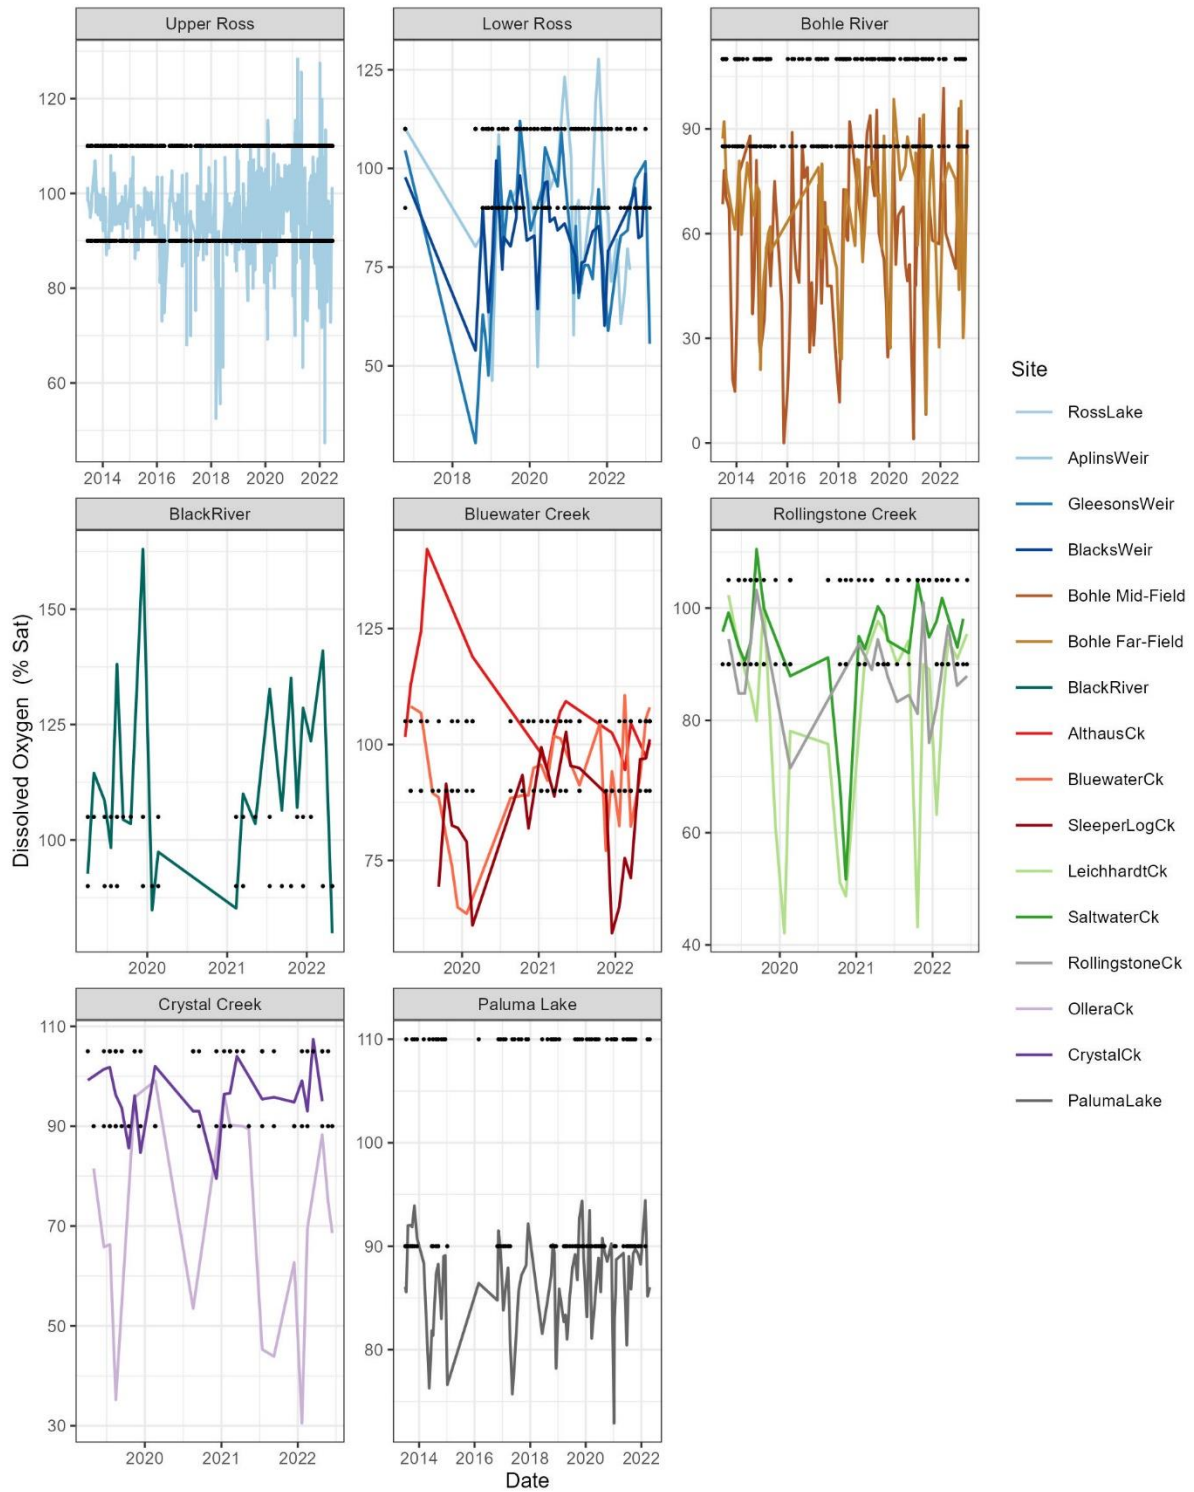 Upper Ross
Lower Ross
Bohle River
120
100
80
60
2014 2016 2018 2020 2022
125
100
75
50
2018 2020 2022
90
60
30
0
2014 2016 2018 2020 2022
BlackRiver
Bluewater Creek
Rollingstone Creek
150
125
100
2020 2021 2022
125
100
75
2020 2021 2022
100
80
60
40
2020 2021 2022
Crystal Creek
Paluma Lake
110
90
70
50
30
2020 2021 2022
110
100
90
80
2014 2016 2018 2020 2022
Dissolved Oxygen (% Sat)
Date
Site
RossLake
AplinsWeir
GleesonsWeir
BlacksWeir
Bohle Mid-Field
Bohle Far-Field
BlackRiver
AlthausCk
BluewaterCk
SleeperLogCk
LeichhardtCk
SaltwaterCk
RollingstoneCk
OlleraCk
CrystalCk
PalumaLake